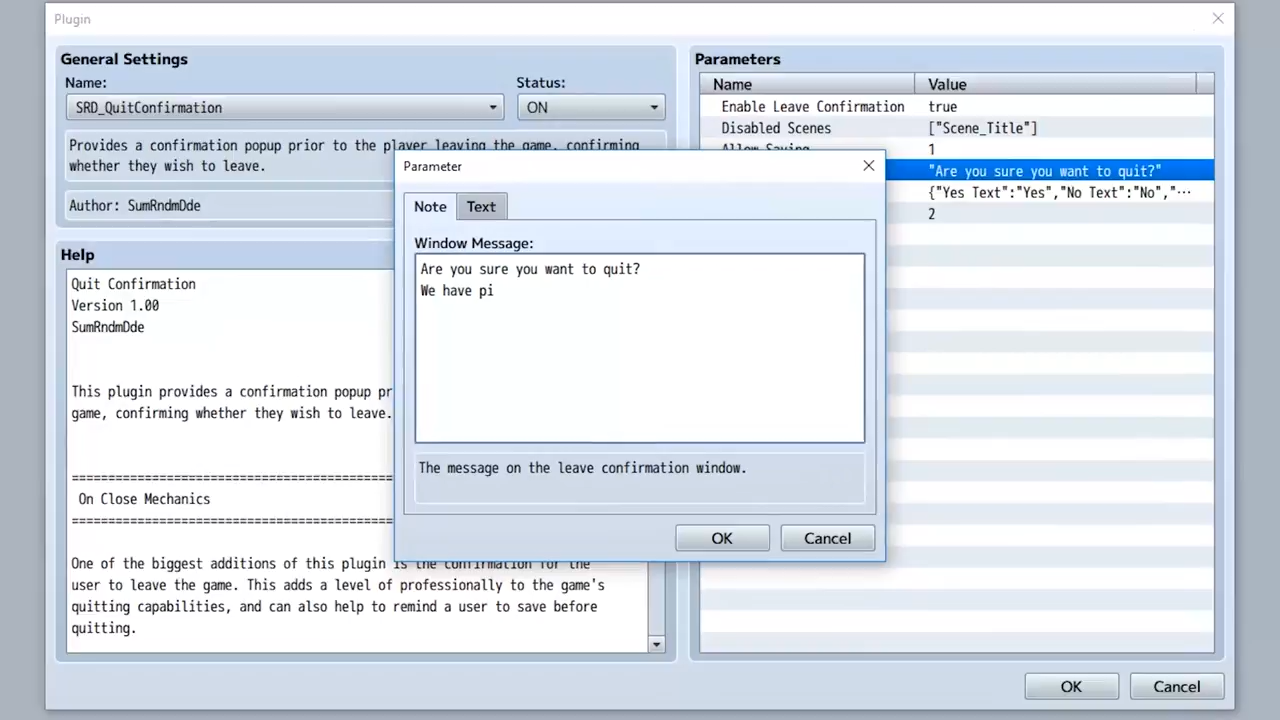 Plugin
General Settings
Name:
Status:
SRD_QuitConfirmation
ON
Provides a confirmation popup prior to the player leaving the game, confirming
whether they wish to leave.
Author: SumRndmDde
Help
Quit Confirmation
Version 1.00
SumRndmDde
This plugin provides a confirmation popup pr
game, confirming whether they wish to leave.
================================================
On Close Mechanics
================================================
One of the biggest additions of this plugin is the confirmation for the
user to leave the game. This adds a level of professionally to the game's
quitting capabilities, and can also help to remind a user to save before
quitting.
Parameters
Name Value
Enable Leave Confirmation true
Disabled Scenes ["Scene_Title"]
Allow Saving 1
"Are you sure you want to quit?"
{"Yes Text":"Yes","No Text":"No","...
2
Parameter
Note Text
Window Message:
Are you sure you want to quit?
We have pi
The message on the leave confirmation window.
OK Cancel
OK Cancel